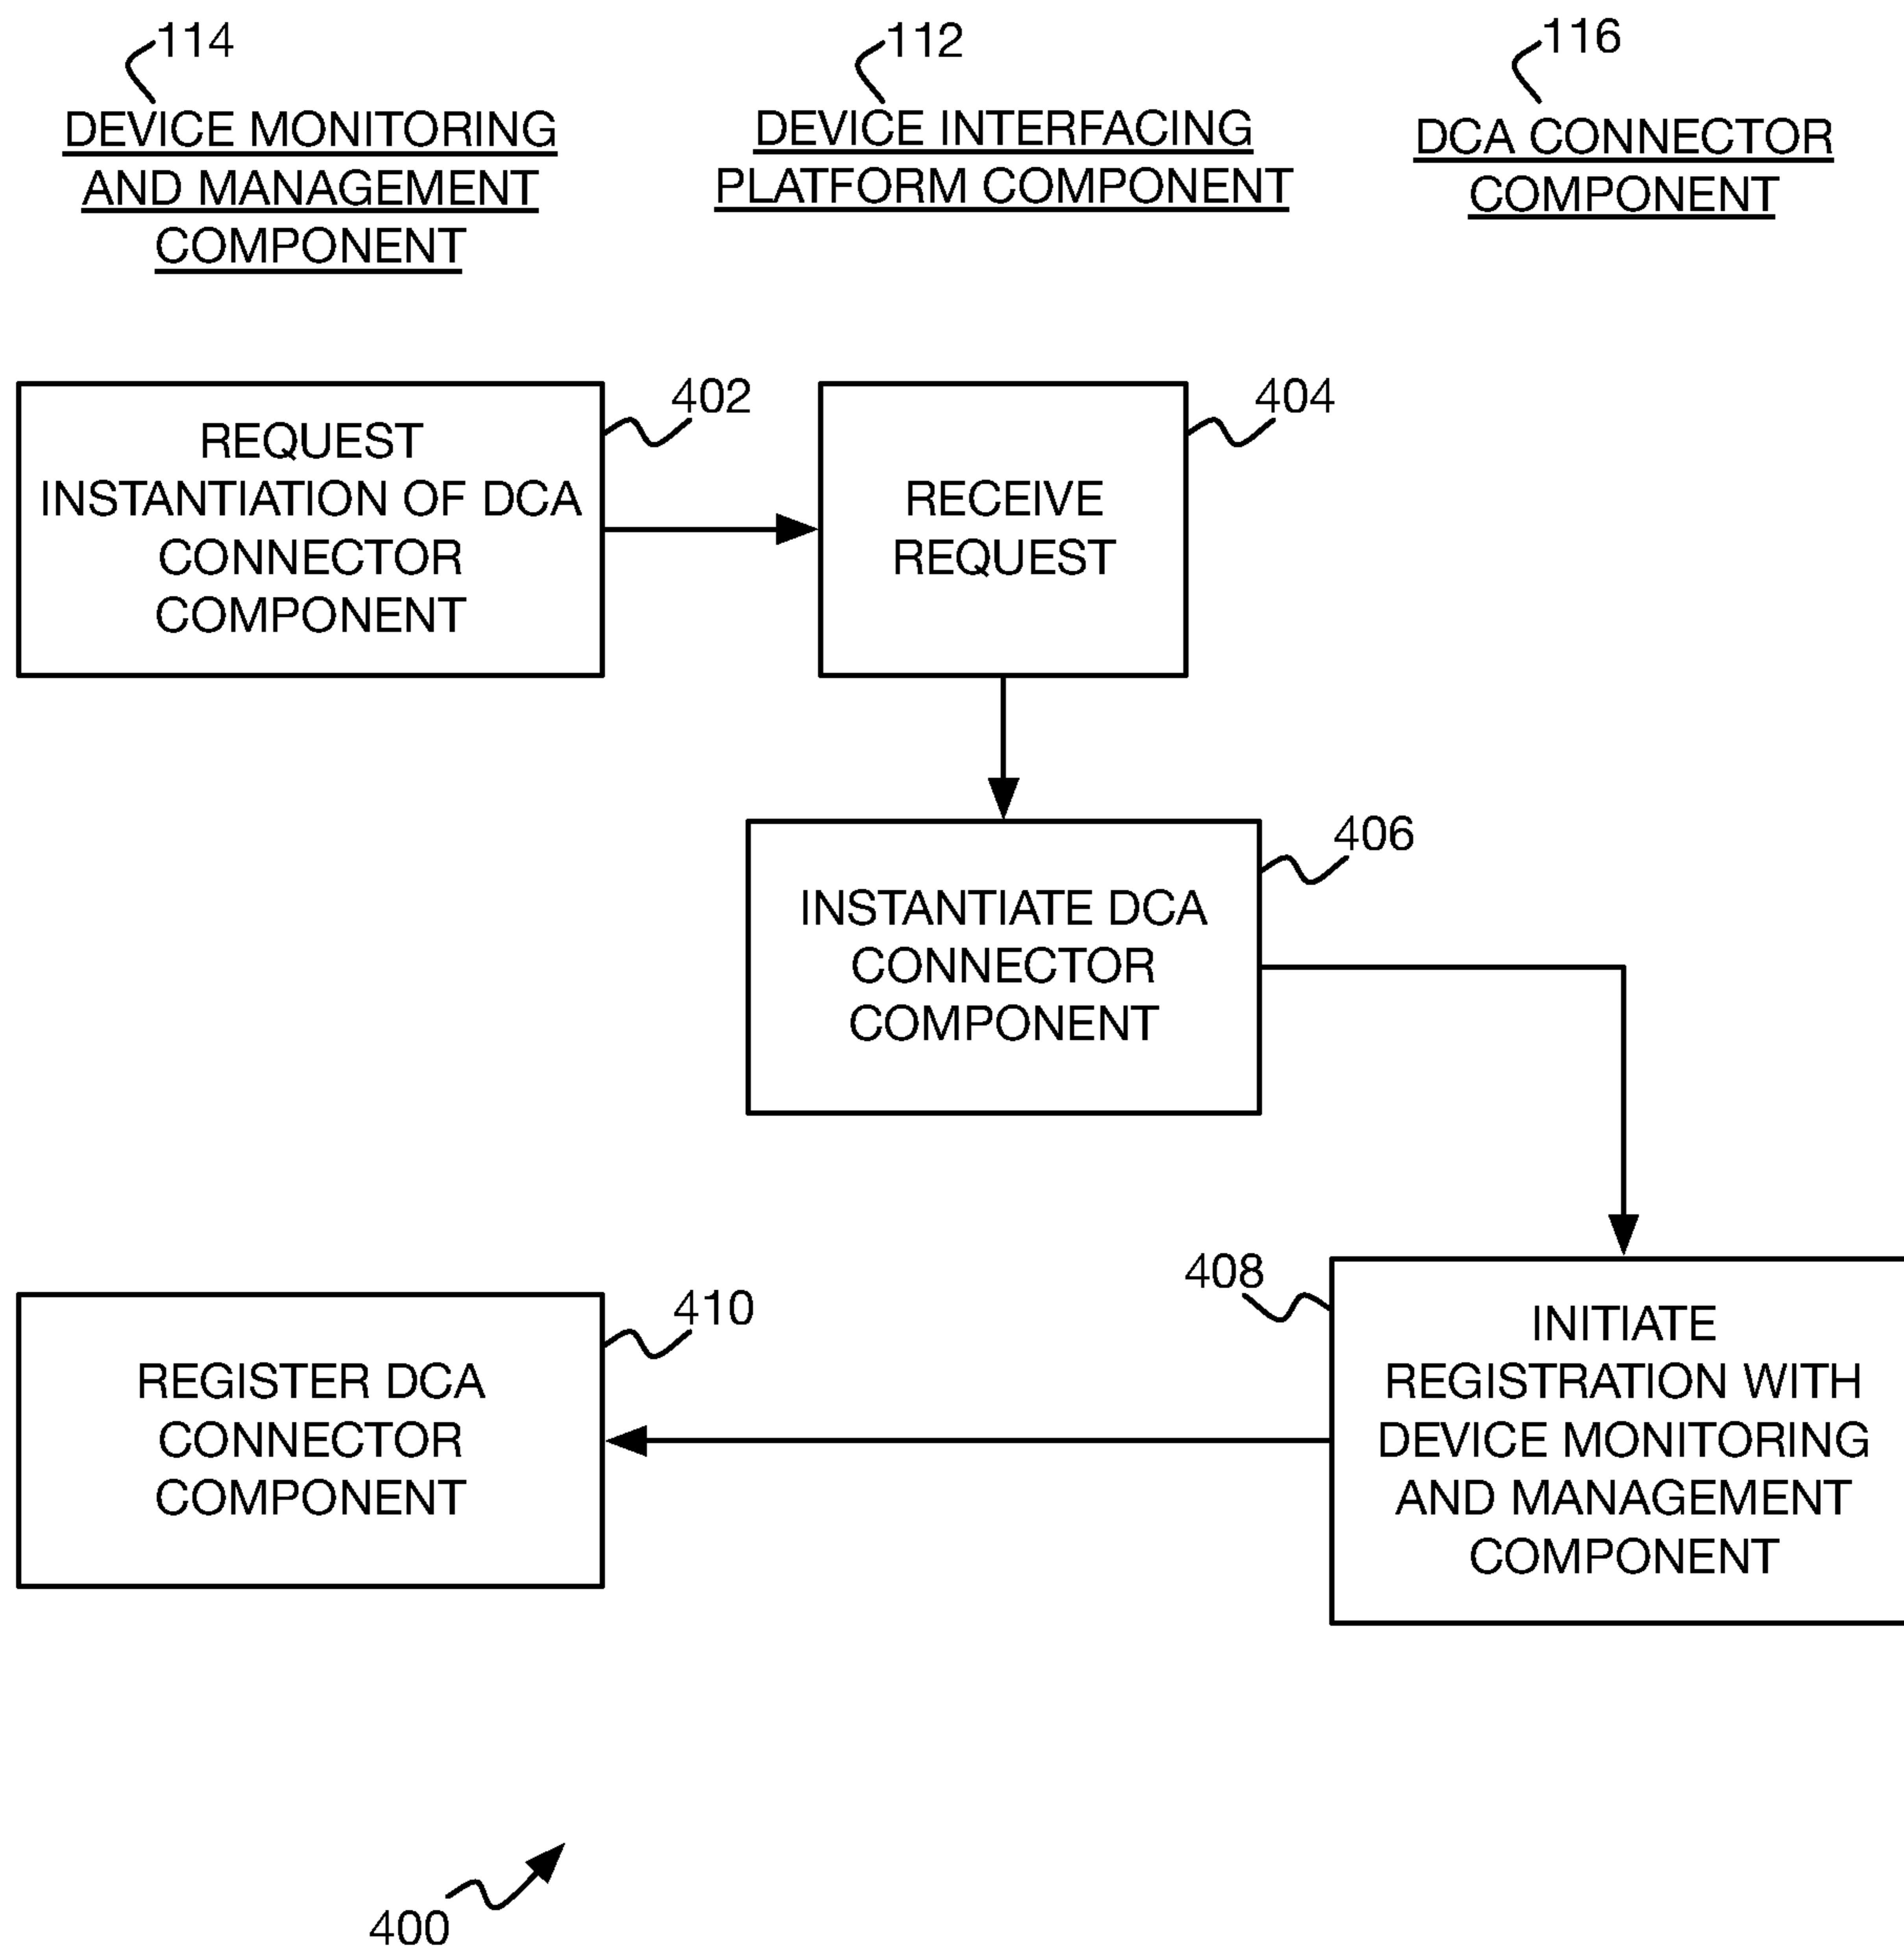 114
DEVICE MONITORING
AND MANAGEMENT
COMPONENT
112
DEVICE INTERFACING
PLATFORM COMPONENT
116
DCA CONNECTOR
COMPONENT
402
REQUEST
INSTANTIATION OF DCA
CONNECTOR
COMPONENT
404
RECEIVE
REQUEST
406
INSTANTIATE DCA
CONNECTOR
COMPONENT
408
INITIATE
REGISTRATION WITH
DEVICE MONITORING
AND MANAGEMENT
COMPONENT
410
REGISTER DCA
CONNECTOR
COMPONENT
400